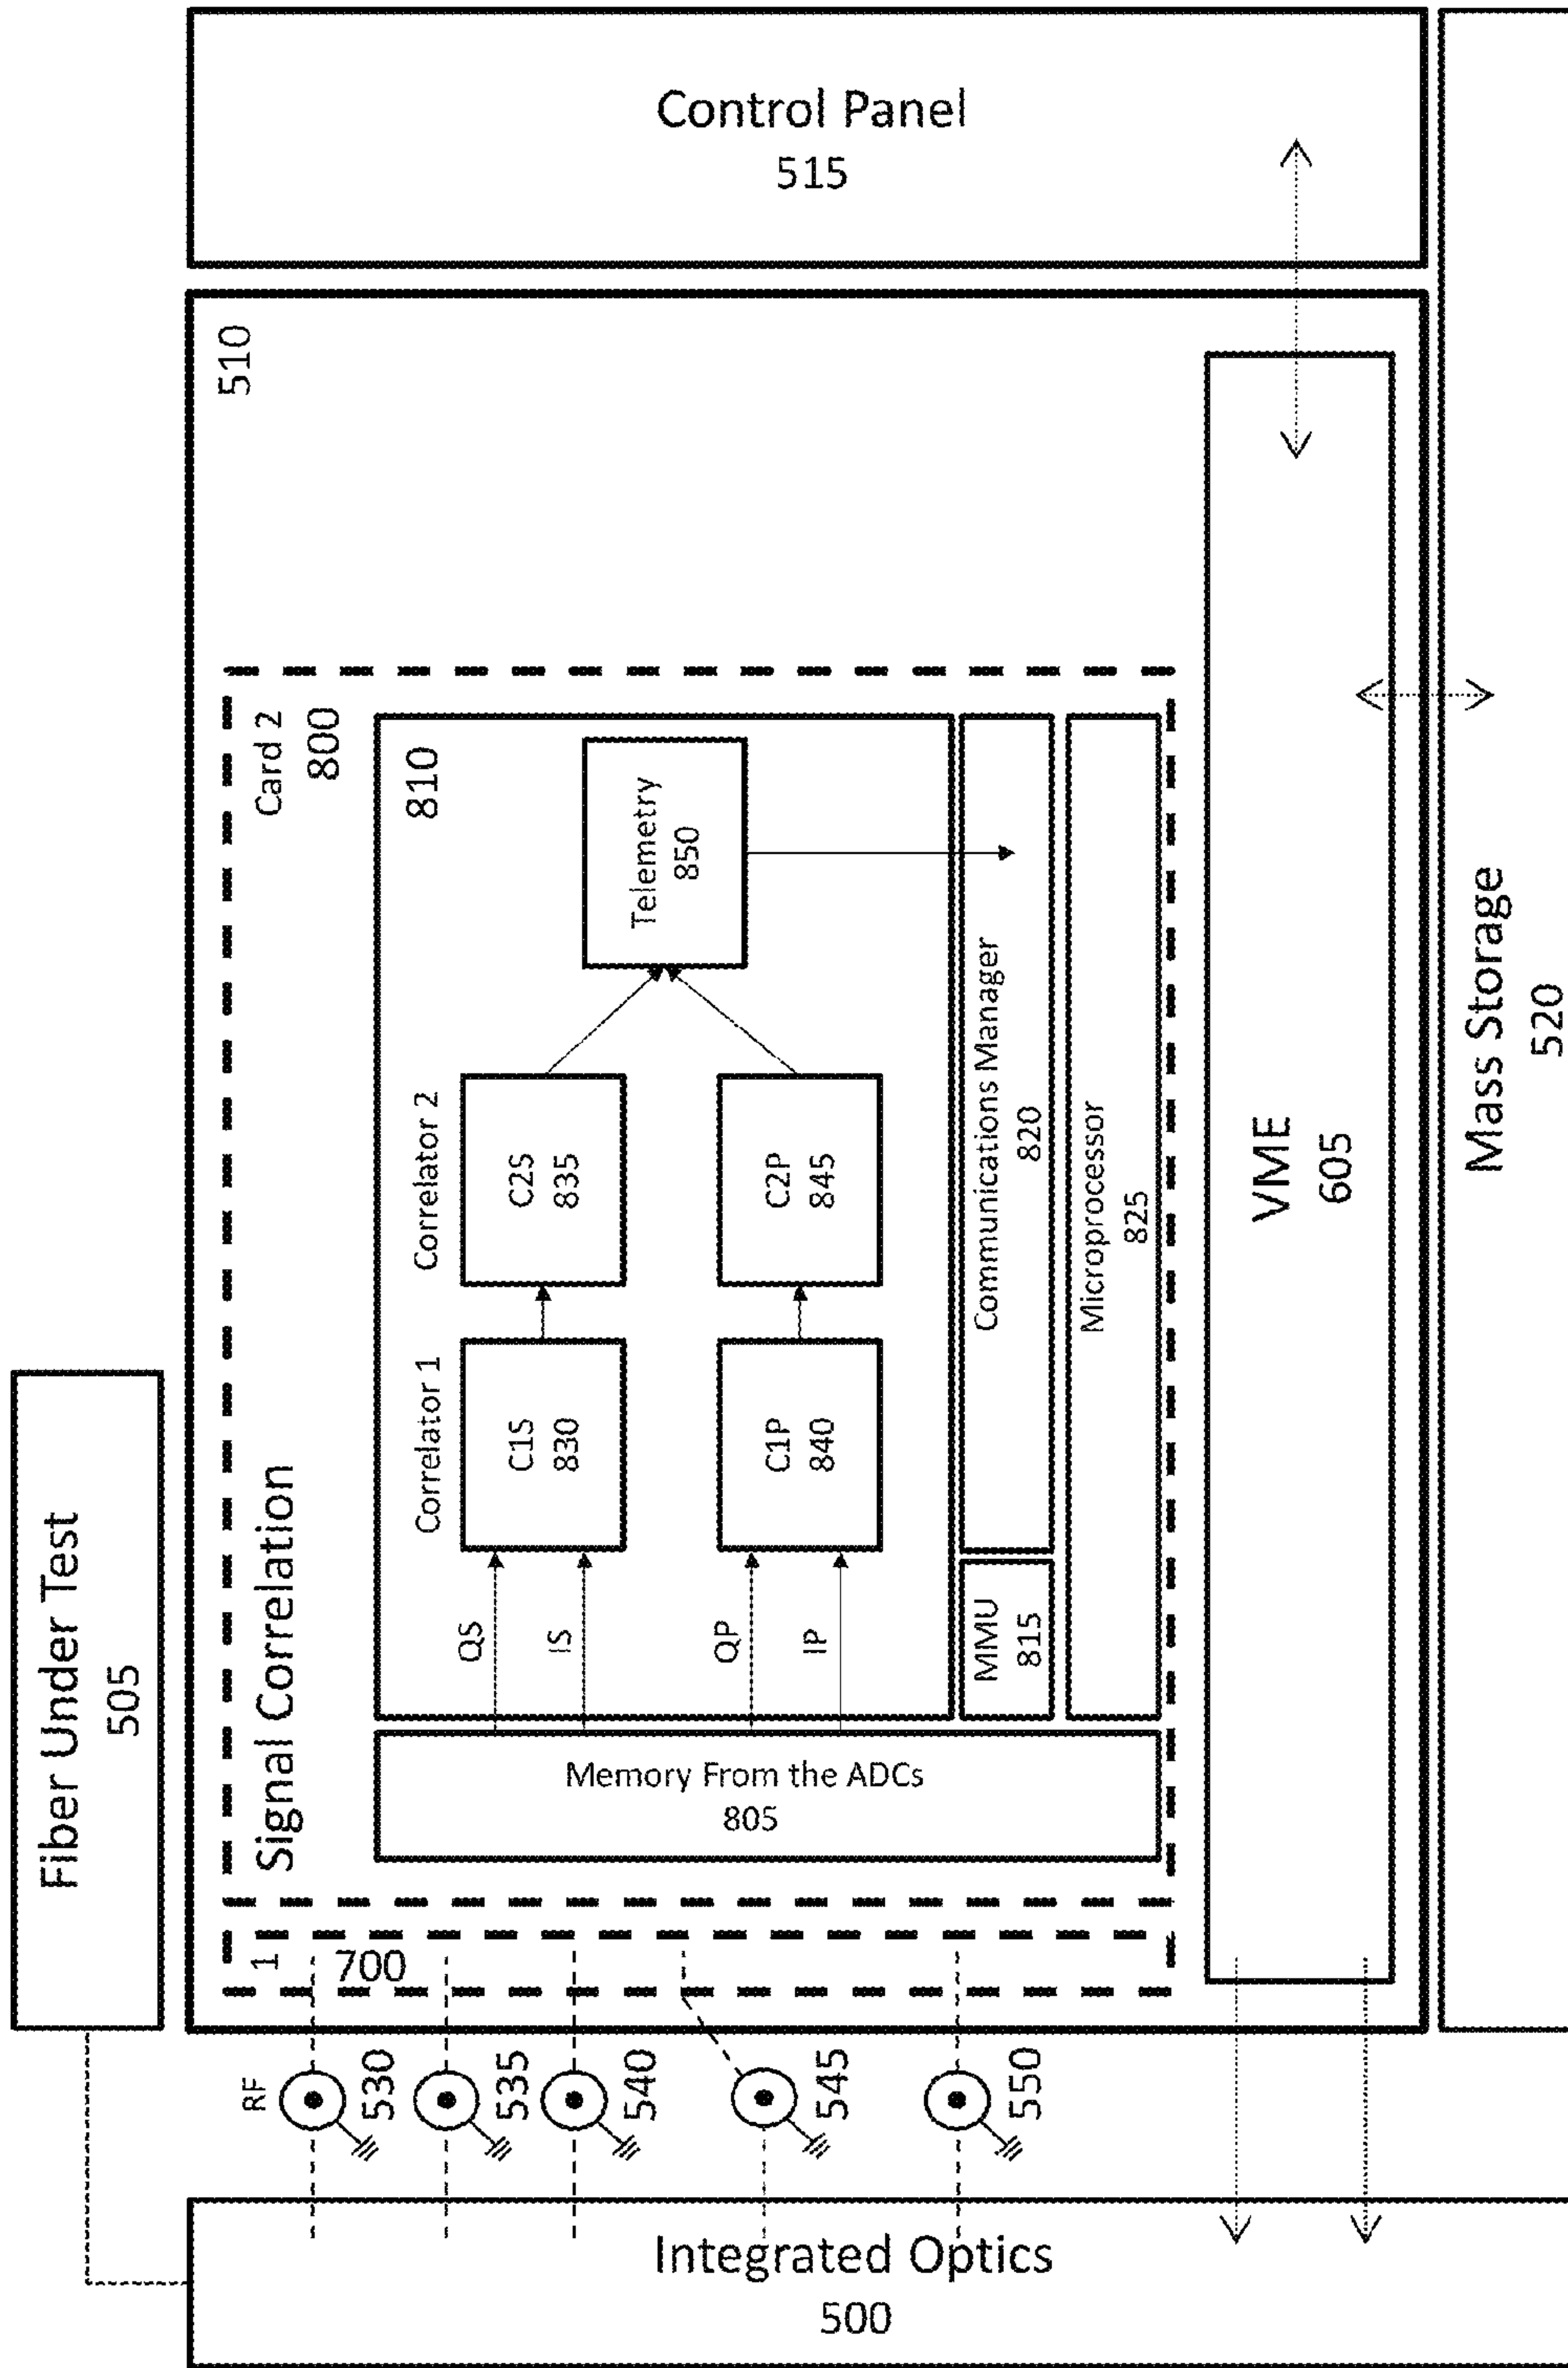 Fiber Under Test
505
Integrated Optics
500
RF
530
535
540
545
550
510
1
700
Signal Correlation
Card 2
800
Memory From the ADCs
805
810
QS
IS
QP
IP
Correlator 1
C1S
830
C1P
840
Correlator 2
C2S
835
C2P
845
Telemetry
850
MMU
815
Communications Manager
820
Microprocessor
825
VME
605
Control Panel
515
Mass Storage
520